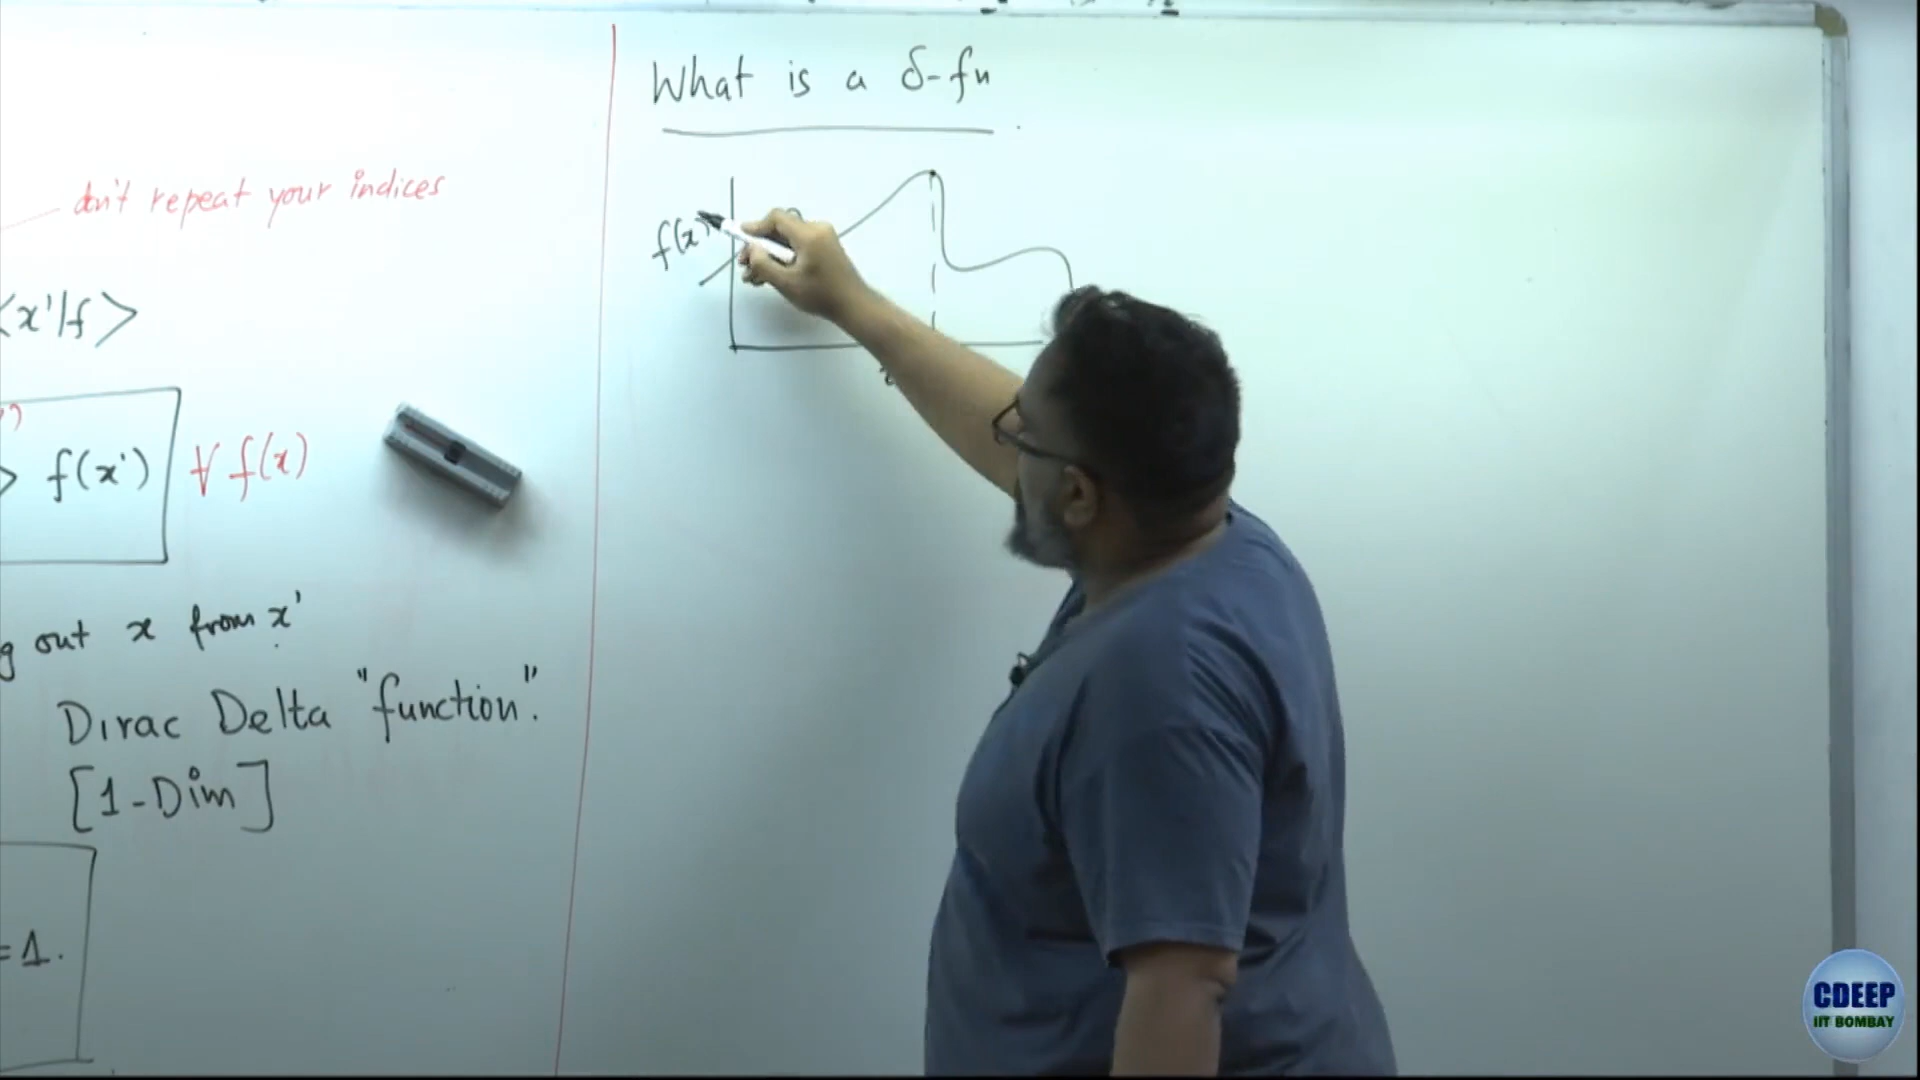 don't repeat your indices
<x'|f>
> f(x') ∀ f(x)
out x from x'
Dirac Delta "function".
[1-Dim]
=1.
What is a δ-fn
f(x)
CDEEP
IIT BOMBAY